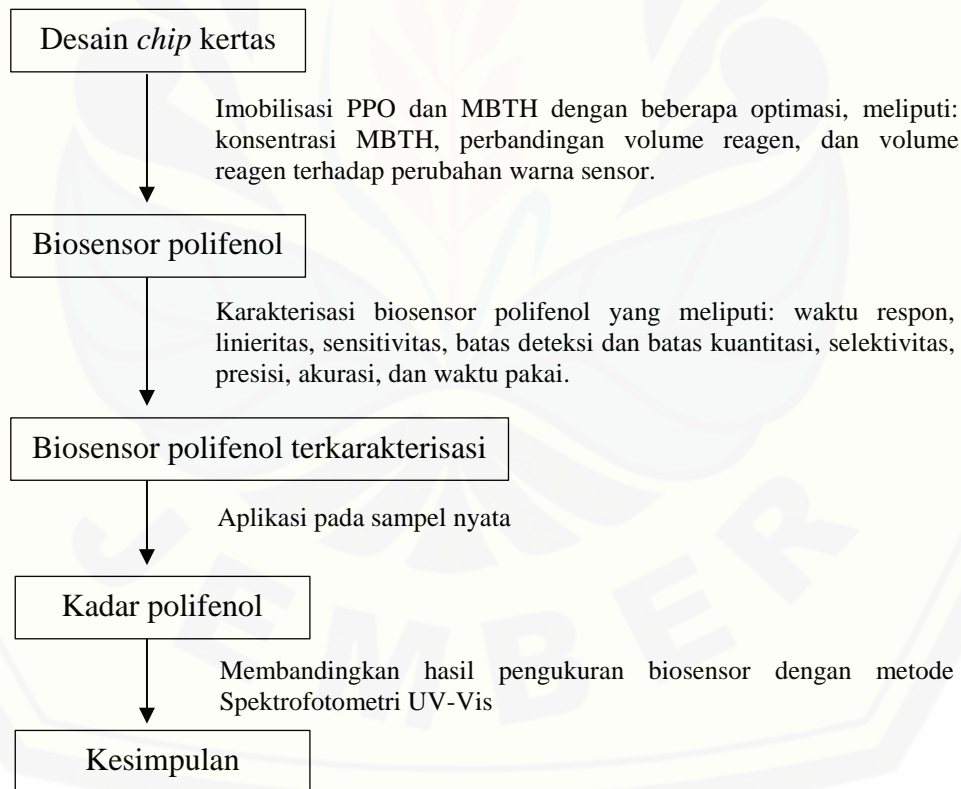 Desain chip kertas
Imobilisasi PPO dan MBTH dengan beberapa optimasi, meliputi:
konsentrasi MBTH, perbandingan volume reagen, dan volume
reagen terhadap perubahan warna sensor.
Biosensor polifenol
Karakterisasi biosensor polifenol yang meliputi: waktu respon,
linieritas, sensitivitas, batas deteksi dan batas kuantitasi, selektivitas,
presisi, akurasi, dan waktu pakai.
Biosensor polifenol terkarakterisasi
Aplikasi pada sampel nyata
Kadar polifenol
Membandingkan hasil pengukuran biosensor dengan metode
Spektrofotometri UV-Vis
Kesimpulan
JEMBER